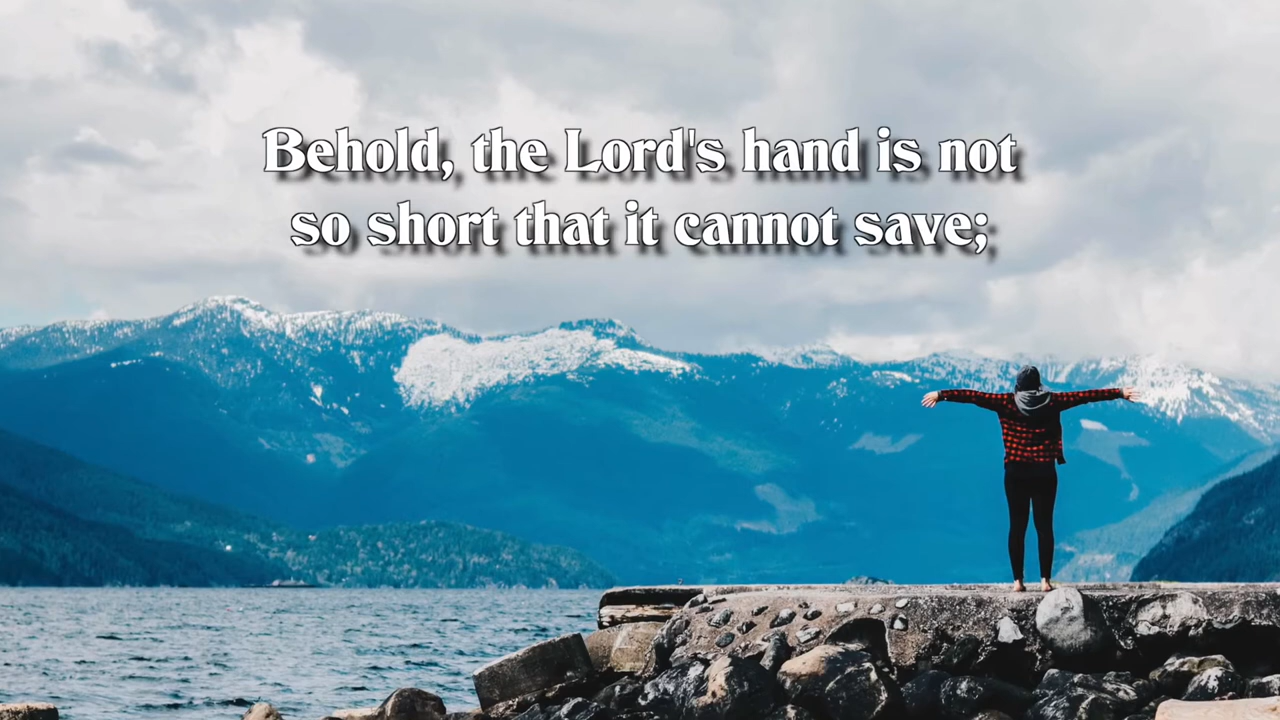 Behold, the Lord's hand is not
so short that it cannot save;